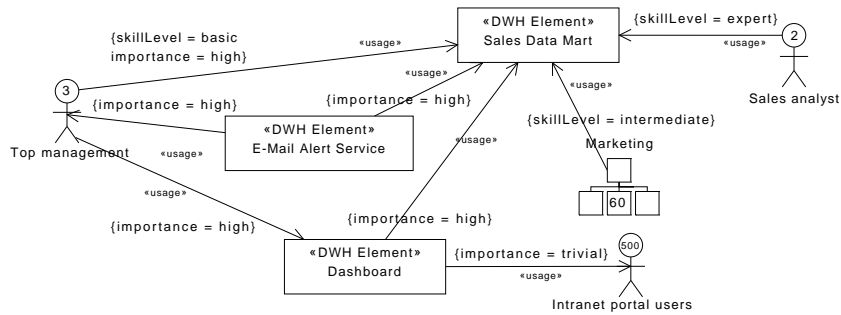 «DWH Element»
Sales Data Mart
{skillLevel = basic
importance = high}
«usage»
{skillLevel = expert}
«usage»
2
Sales analyst
3
{importance = high}
Top management
«usage»
«usage»
{importance = high}
«DWH Element»
E-Mail Alert Service
«usage»
{skillLevel = intermediate}
Marketing
60
«usage»
«usage»
{importance = high}
{importance = high}
«DWH Element»
Dashboard
{importance = trivial}
«usage»
500
Intranet portal users